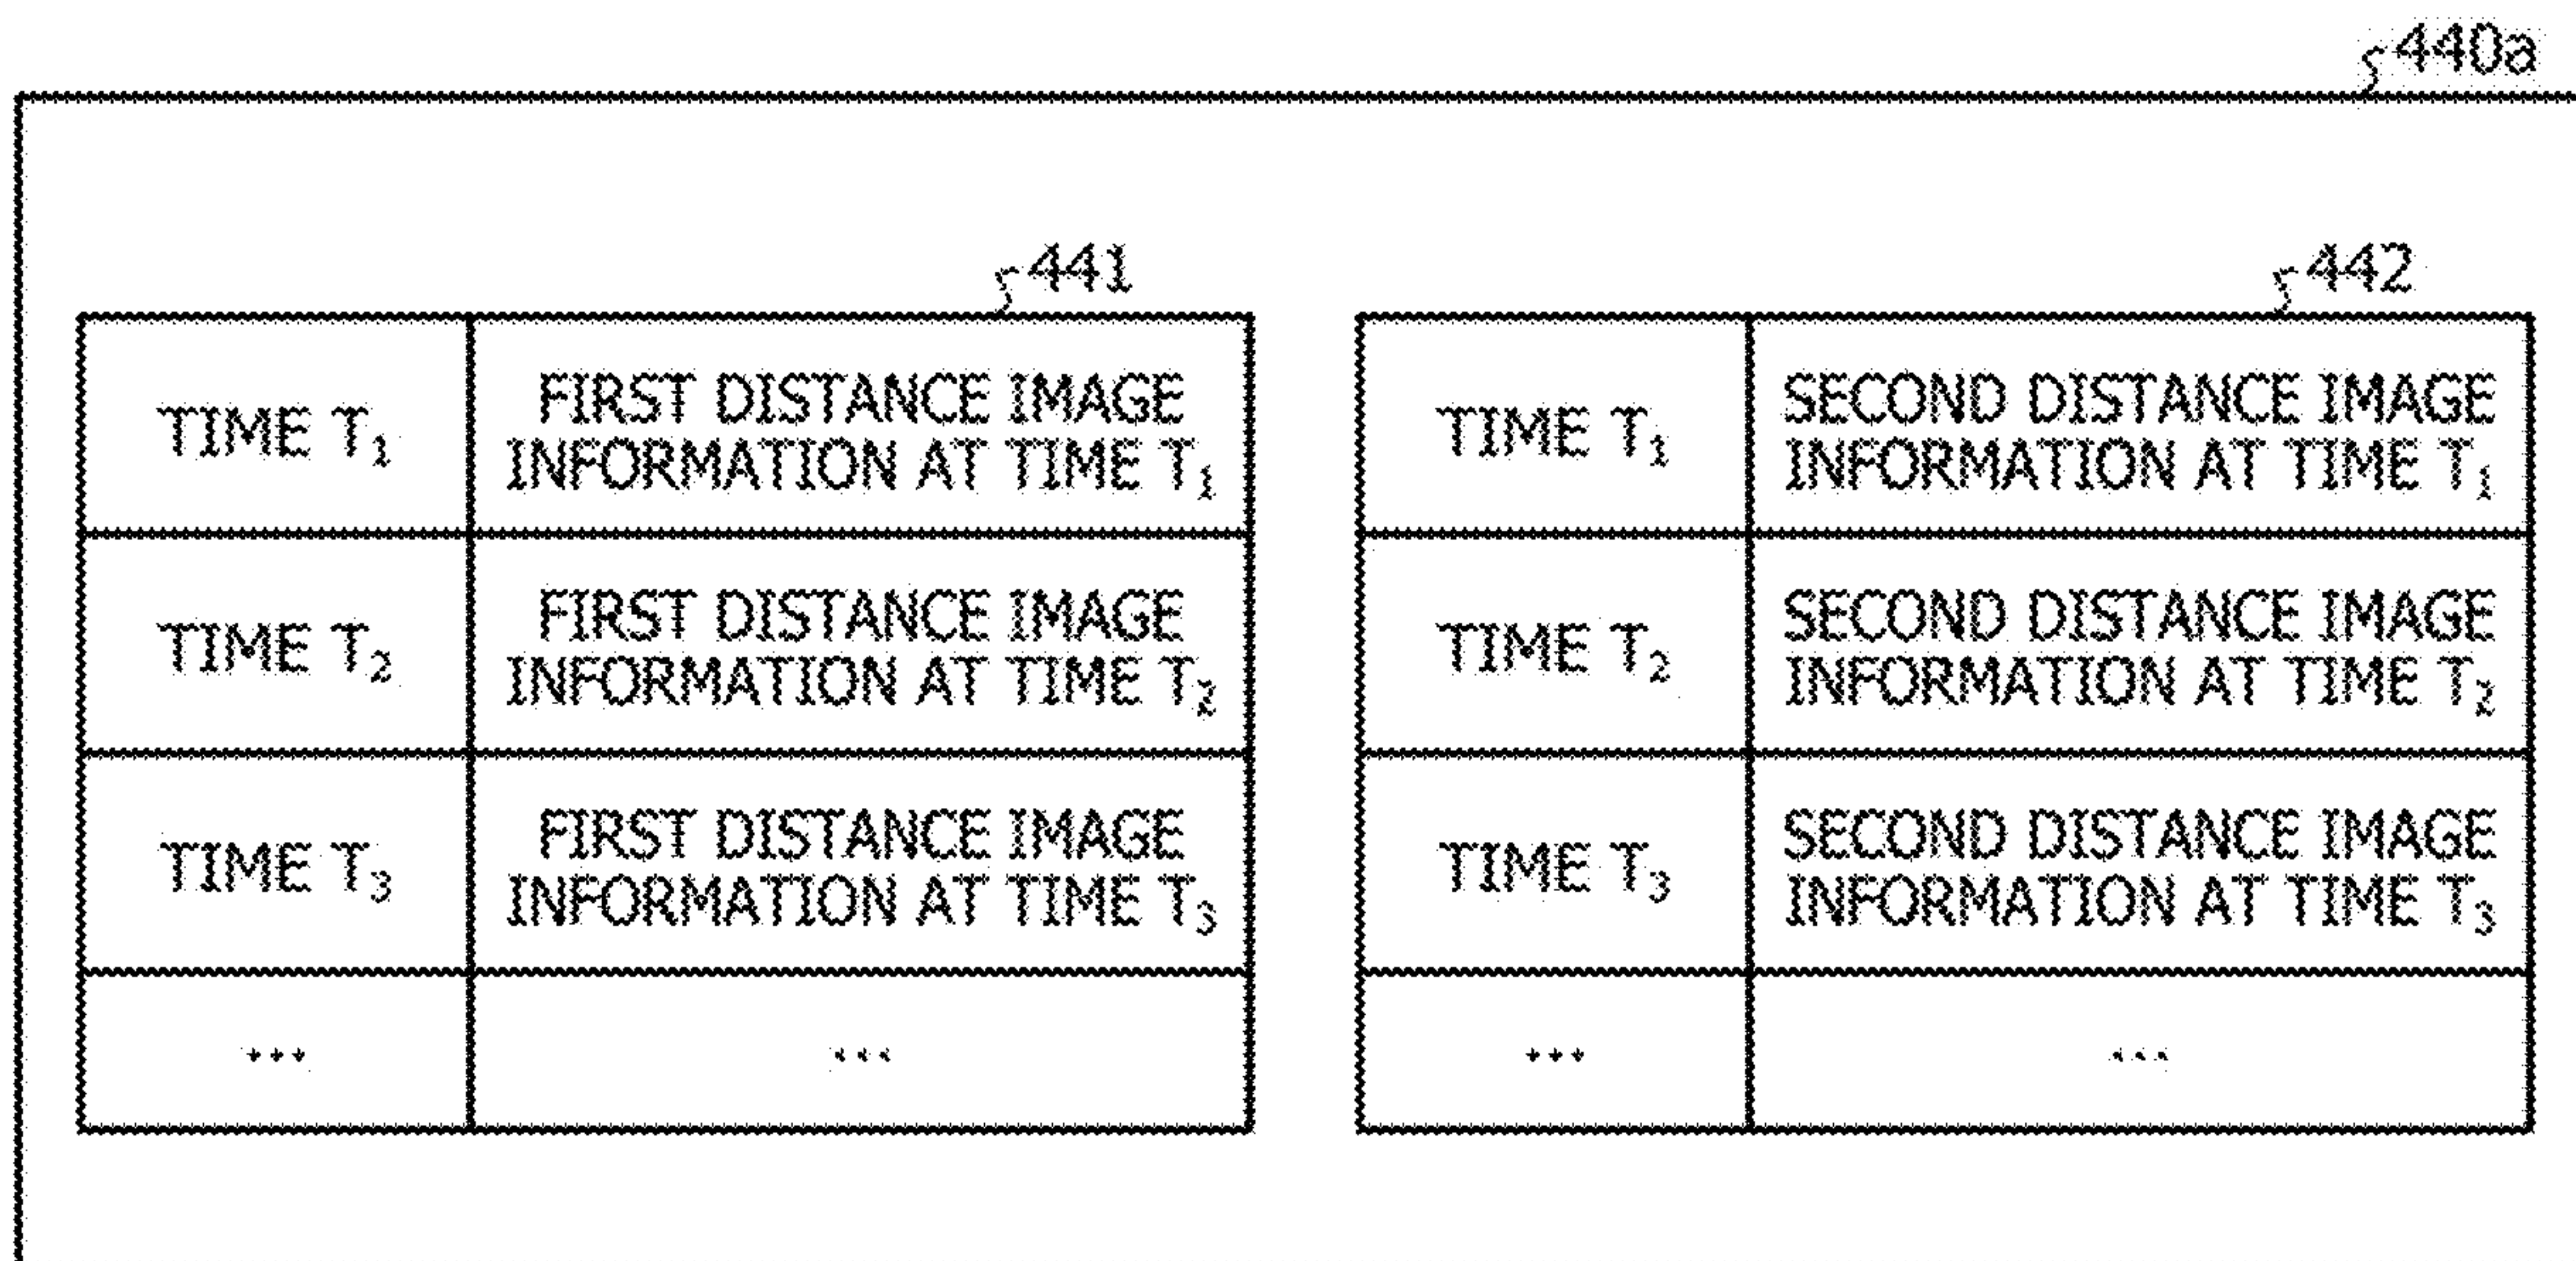 440a
441
TIME T₁
FIRST DISTANCE IMAGE
INFORMATION AT TIME T₁
TIME T₂
FIRST DISTANCE IMAGE
INFORMATION AT TIME T₂
TIME T₃
FIRST DISTANCE IMAGE
INFORMATION AT TIME T₃
...
...
442
TIME T₁
SECOND DISTANCE IMAGE
INFORMATION AT TIME T₁
TIME T₂
SECOND DISTANCE IMAGE
INFORMATION AT TIME T₂
TIME T₃
SECOND DISTANCE IMAGE
INFORMATION AT TIME T₃
...
...